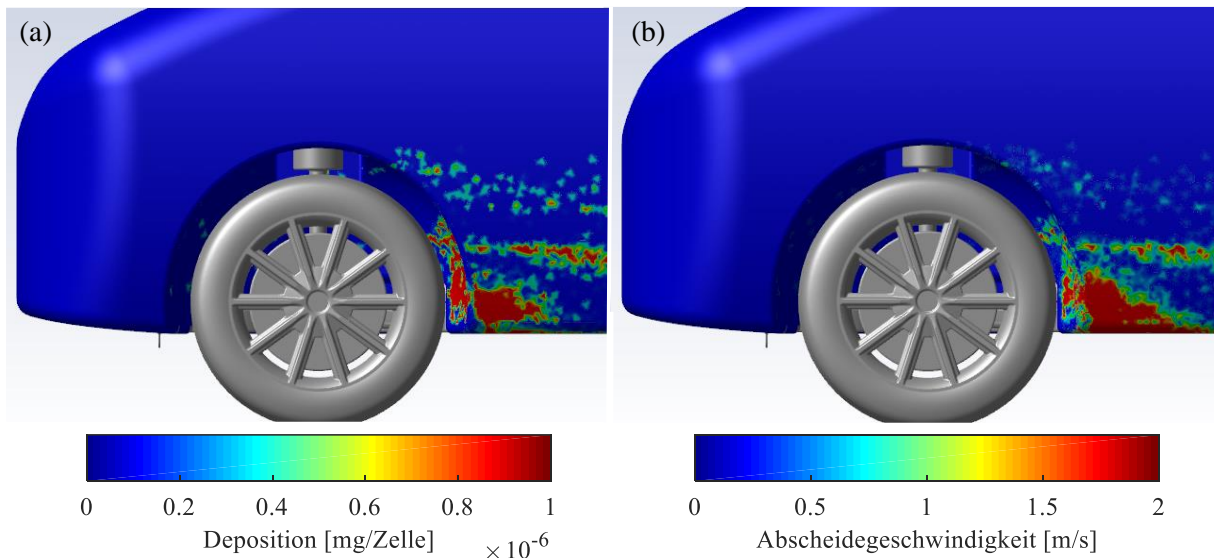 (a)
(b)
0 0.2 0.4 0.6 0.8 1
Deposition [mg/Zelle] × 10⁻⁶
0 0.5 1 1.5 2
Abscheidegeschwindigkeit [m/s]